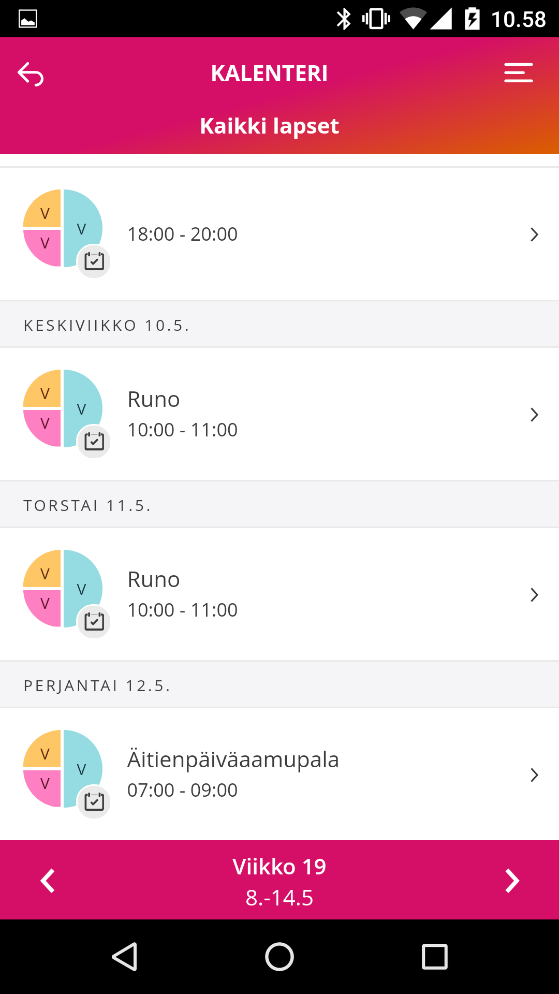 10.58
KALENTERI
Kaikki lapset
V V
V
18:00 - 20:00
KESKIVIIKKO 10.5.
V V
V
Runo
10:00 - 11:00
TORSTAI 11.5.
V V
V
Runo
10:00 - 11:00
PERJANTAI 12.5.
V V
V
Äitienpäiväaamupala
07:00 - 09:00
Viikko 19
8.-14.5